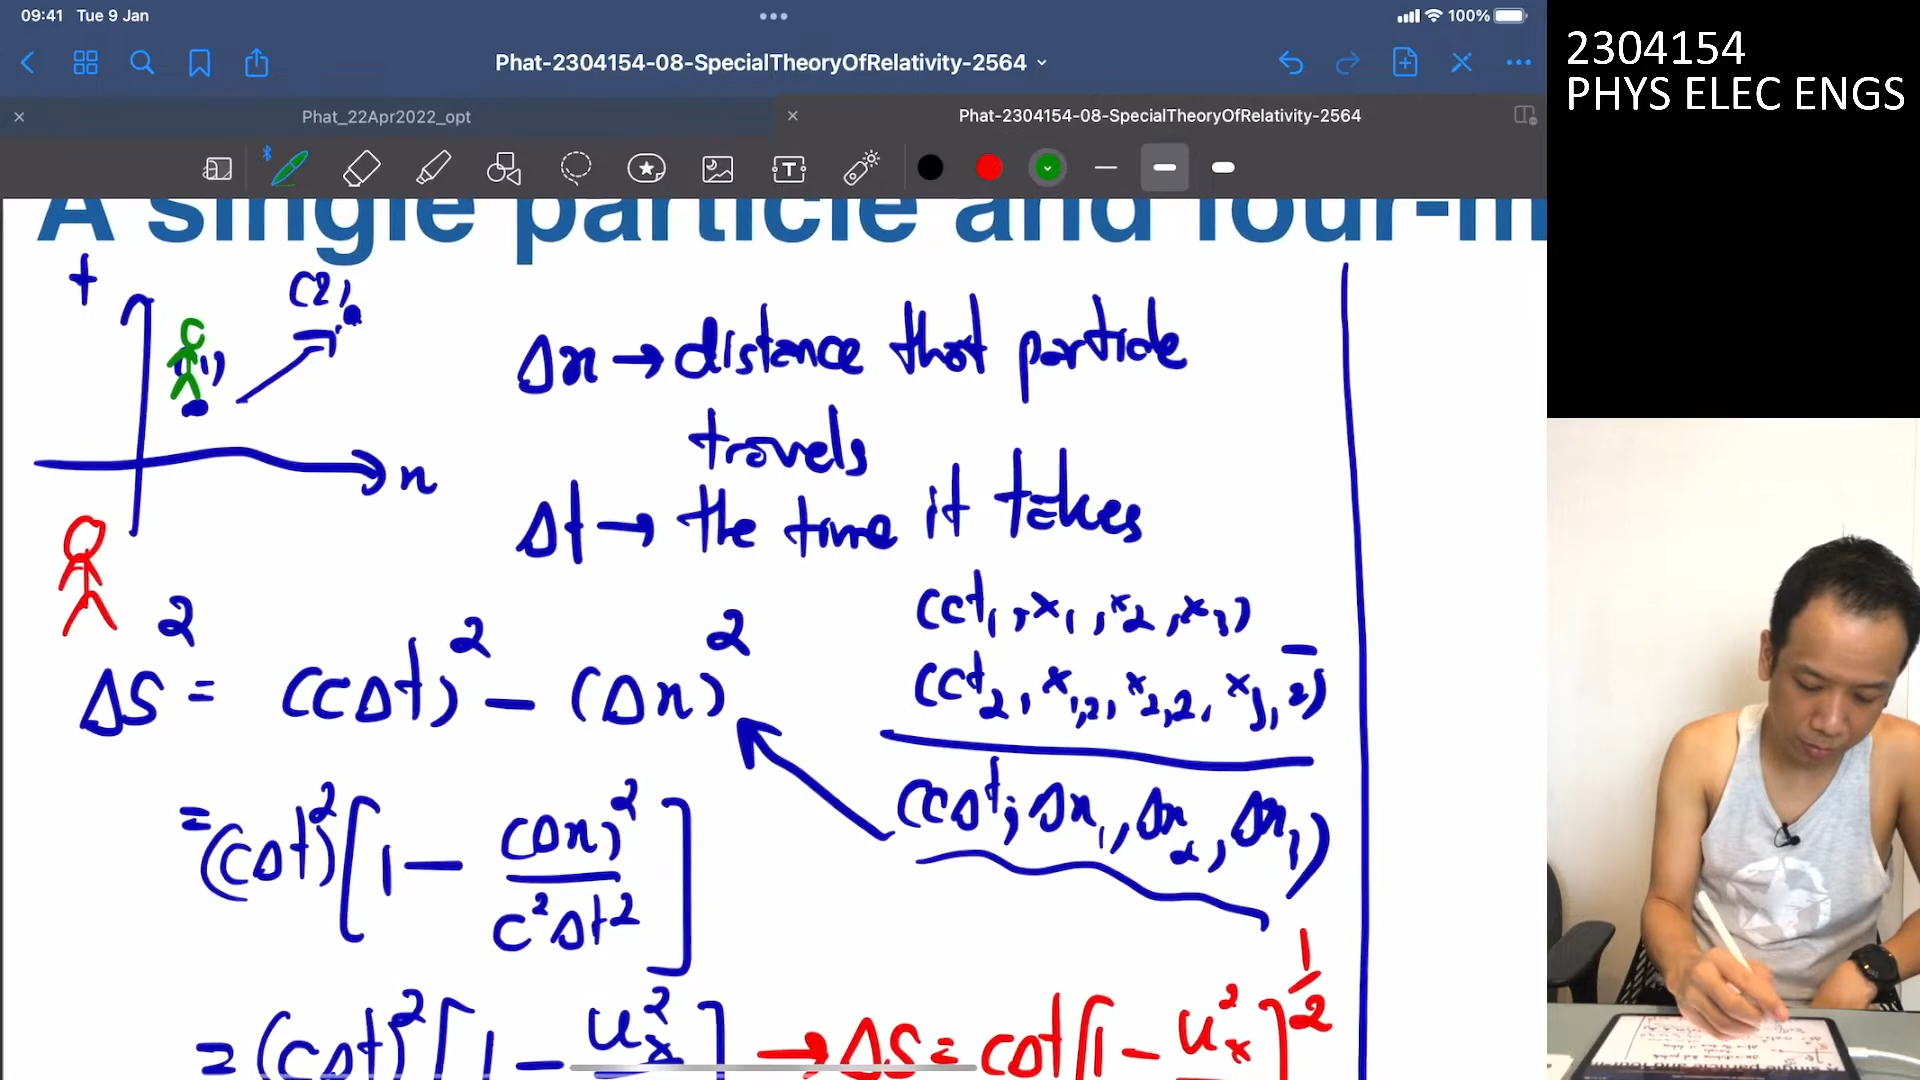 09:41 Tue 9 Jan
100%
Phat-2304154-08-SpecialTheoryOfRelativity-2564
Phat_22Apr2022_opt
Phat-2304154-08-SpecialTheoryOfRelativity-2564
2304154
PHYS ELEC ENGS
A single particle and four-m
t
(2)
(1)
x
Δx → distance that particle
travels
Δt → the time it takes
(ct₁, x₁, x₂, x₃)
(ct₂, x₁,₂, x₂,₂, x₃,₂)
(cΔt, Δx₁, Δx₂, Δx₃)
ΔS² = (cΔt)² − (Δx)²
= (cΔt)² [1 − (Δx)² / c²Δt²]
= (cΔt)² [1 − uₓ²
→ ΔS = cΔt [1 − uₓ² ]^1/2